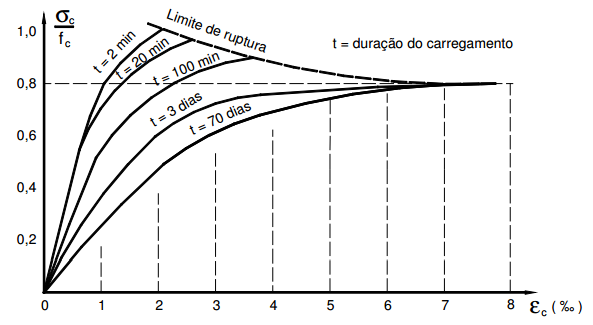 σc
fc
1,0
0,8
0,6
0,4
0,2
t = 2 min
t = 20 min
t = 100 min
t = 3 dias
t = 70 dias
Limite de ruptura
t = duração do carregamento
0 1 2 3 4 5 6 7 8
εc (‰)